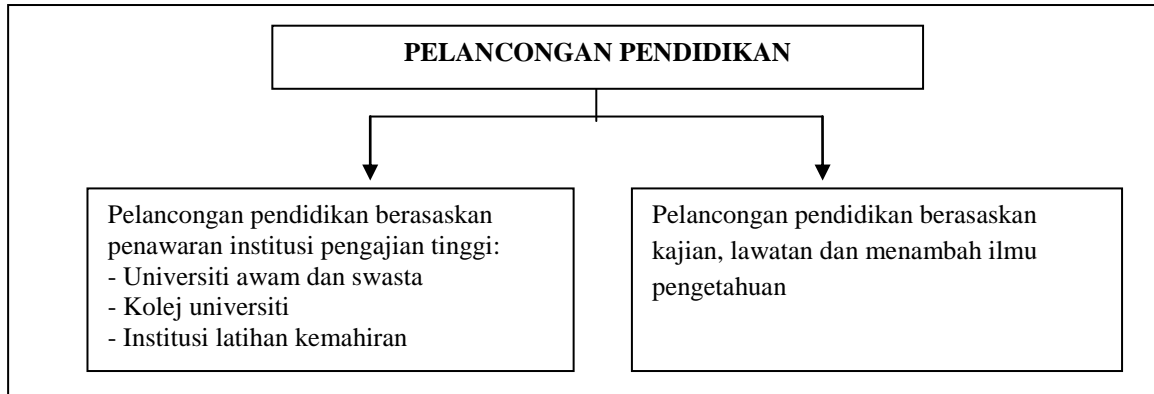 PELANCONGAN PENDIDIKAN
Pelancongan pendidikan berasaskan
penawaran institusi pengajian tinggi:
- Universiti awam dan swasta
- Kolej universiti
- Institusi latihan kemahiran
Pelancongan pendidikan berasaskan
kajian, lawatan dan menambah ilmu
pengetahuan